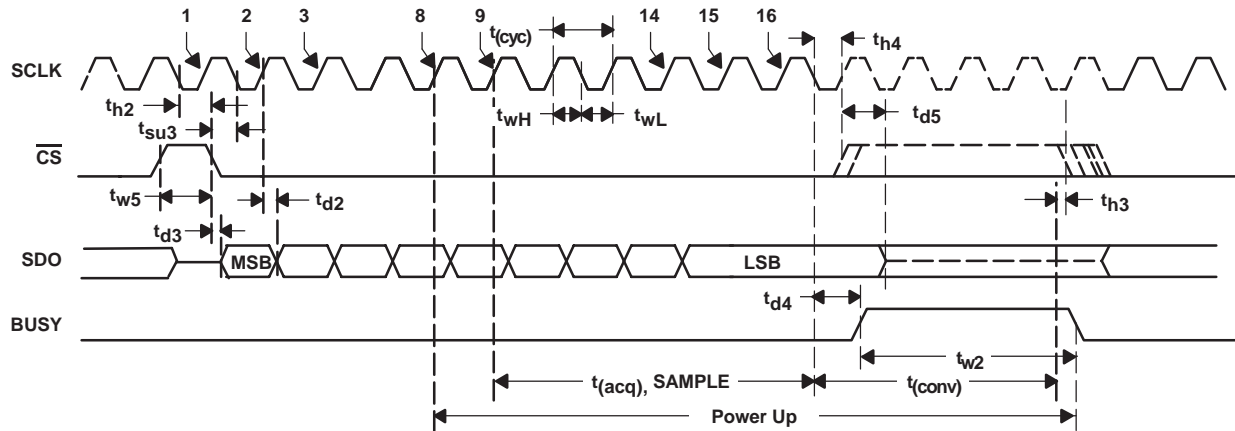 1 2 3 8 9 t(cyc) 14 15 16
SCLK
th4
th2
tsu3
twH twL
td5
CS
tw5
td2
th3
td3
SDO
MSB
LSB
td4
BUSY
tw2
t(acq), SAMPLE
t(conv)
Power Up